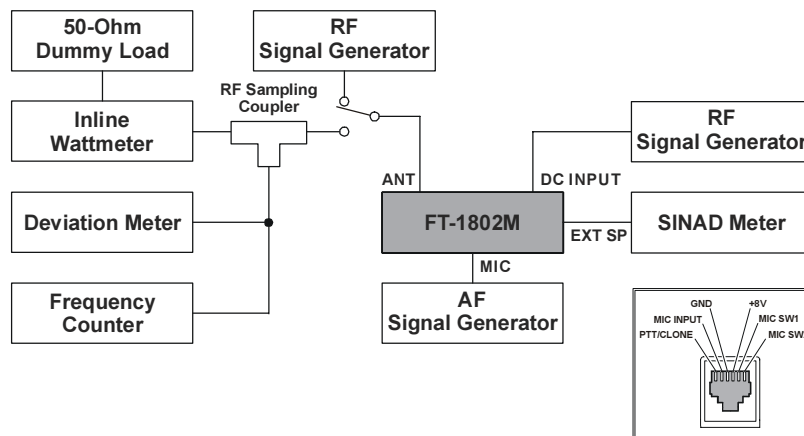 50-Ohm
Dummy Load
RF
Signal Generator
RF Sampling
Coupler
Inline
Wattmeter
RF
Signal Generator
ANT
DC INPUT
Deviation Meter
FT-1802M
EXT SP
SINAD Meter
MIC
Frequency
Counter
AF
Signal Generator
GND
+8V
MIC INPUT
MIC SW1
PTT/CLONE
MIC SW